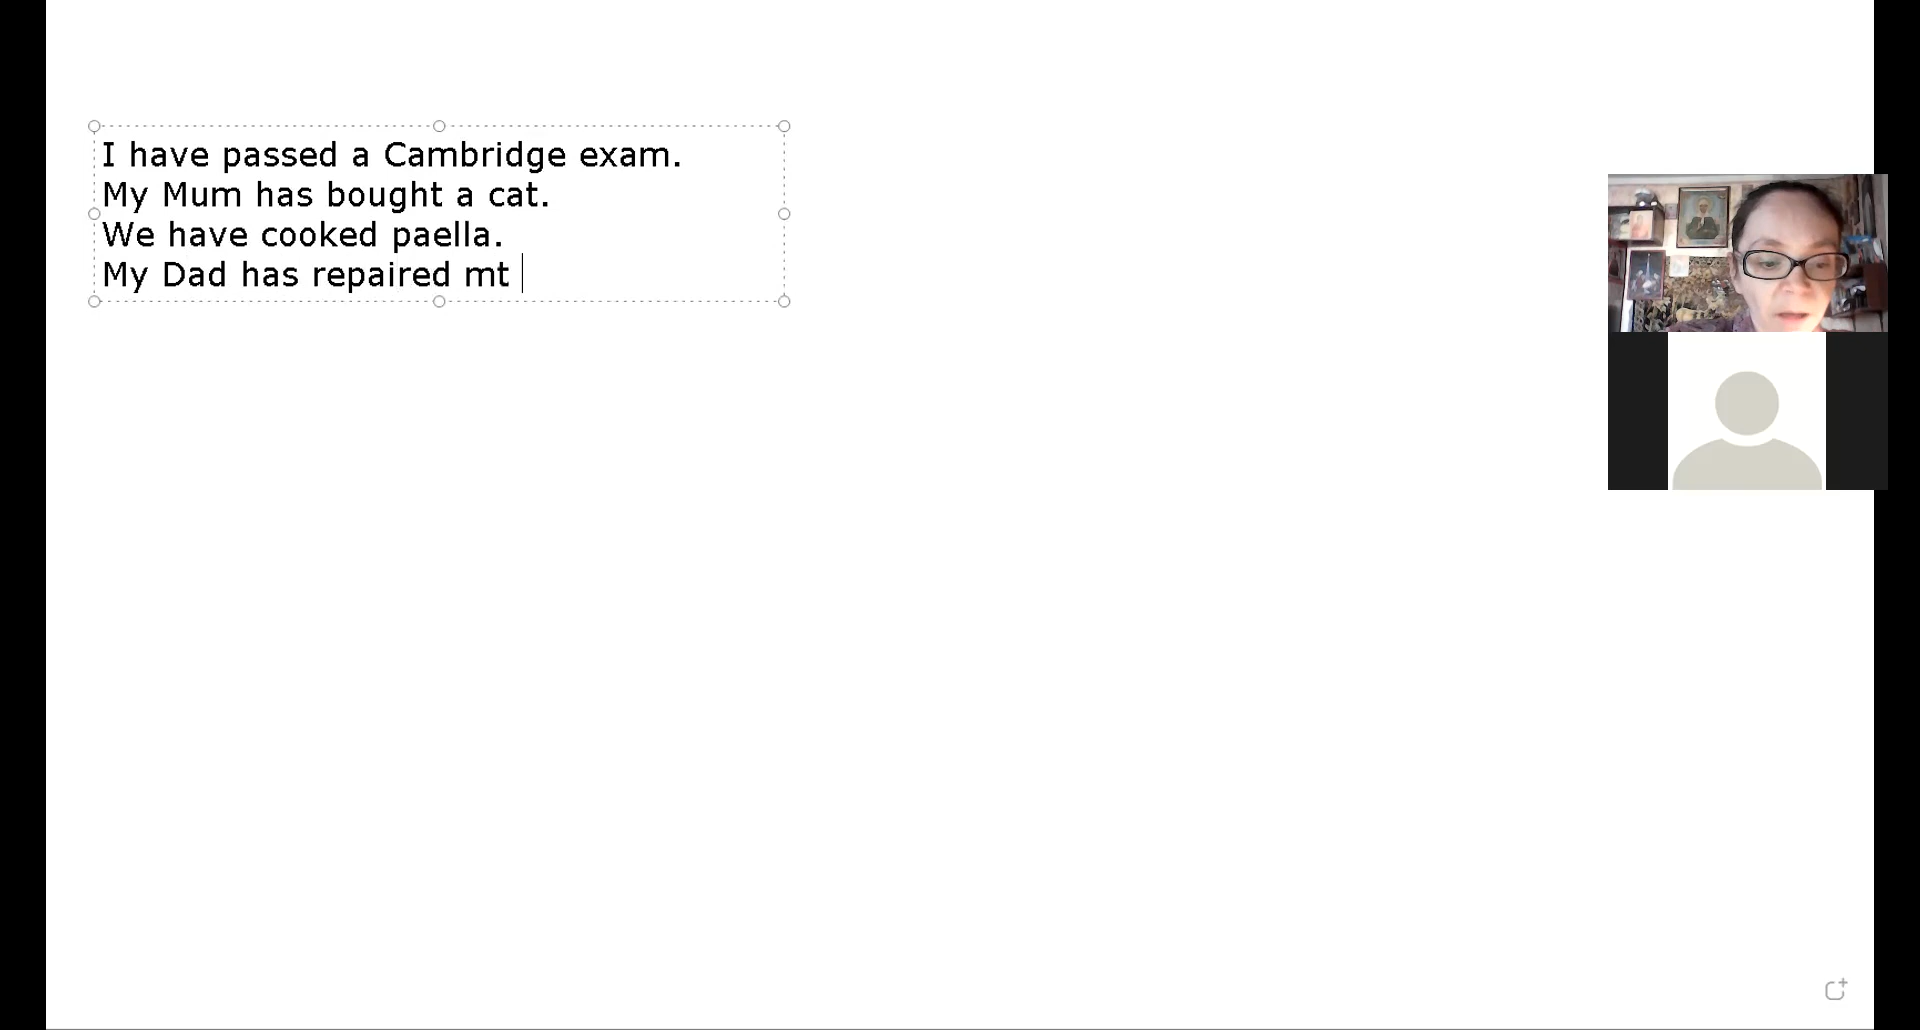 I have passed a Cambridge exam.
My Mum has bought a cat.
We have cooked paella.
My Dad has repaired mt